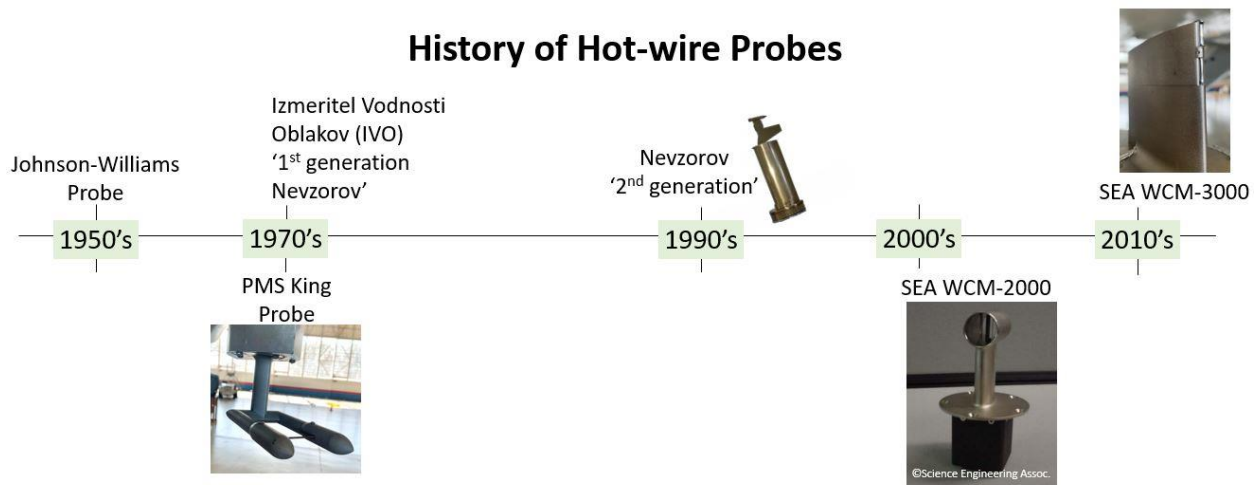 History of Hot-wire Probes
Johnson-Williams
Probe
Izmeritel Vodnosti
Oblakov (IVO)
‘1st generation
Nevzorov’
Nevzorov
‘2nd generation’
SEA WCM-3000
1950’s
1970’s
1990’s
2000’s
2010’s
PMS King
Probe
SEA WCM-2000
©Science Engineering Assoc.